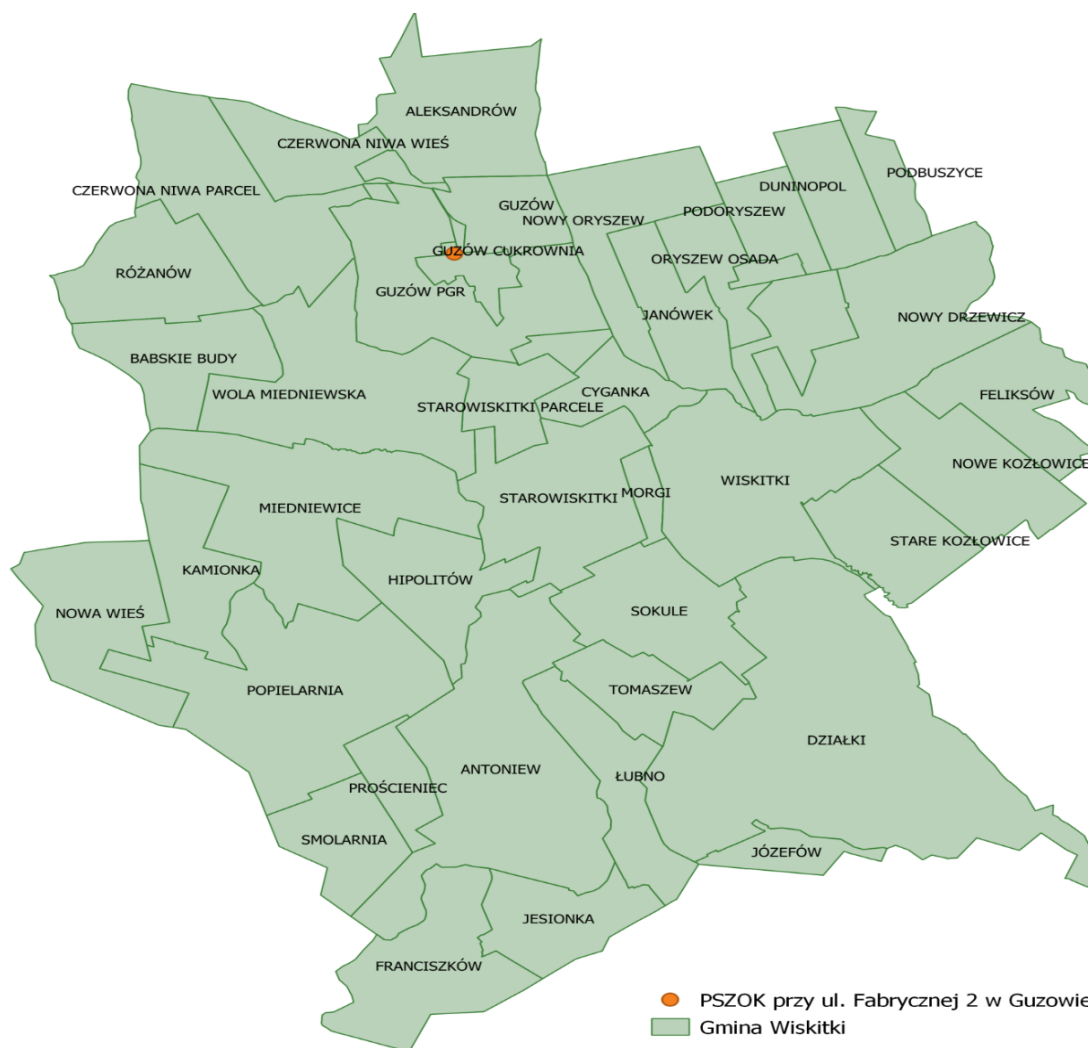 ALEKSANDRÓW
CZERWONA NIWA WIEŚ
PODBUSZYCE
DUNINOPOL
CZERWONA NIWA PARCEL
GUZÓW
PODORYSZEW
NOWY ORYSZEW
GUZÓW CUKROWNIA
ORYSZEW OSADA
RÓŻANÓW
GUZÓW PGR
JANÓWEK
NOWY DRZEWICZ
BABSKIE BUDY
WOLA MIEDNIEWSKA
CYGANKA
FELIKSÓW
STAROWISKITKI PARCELE
NOWE KOZŁOWICE
WISKITKI
STAROWISKITKI
MORGI
MIEDNIEWICE
STARE KOZŁOWICE
KAMIONKA
HIPOLITÓW
NOWA WIEŚ
SOKULE
POPIELARNIA
TOMASZEW
DZIAŁKI
ANTONIEW
ŁUBNO
PROŚCIENIEC
SMOLARNIA
JÓZEFÓW
JESIONKA
FRANCISZKÓW
PSZOK przy ul. Fabrycznej 2 w Guzowie
Gmina Wiskitki